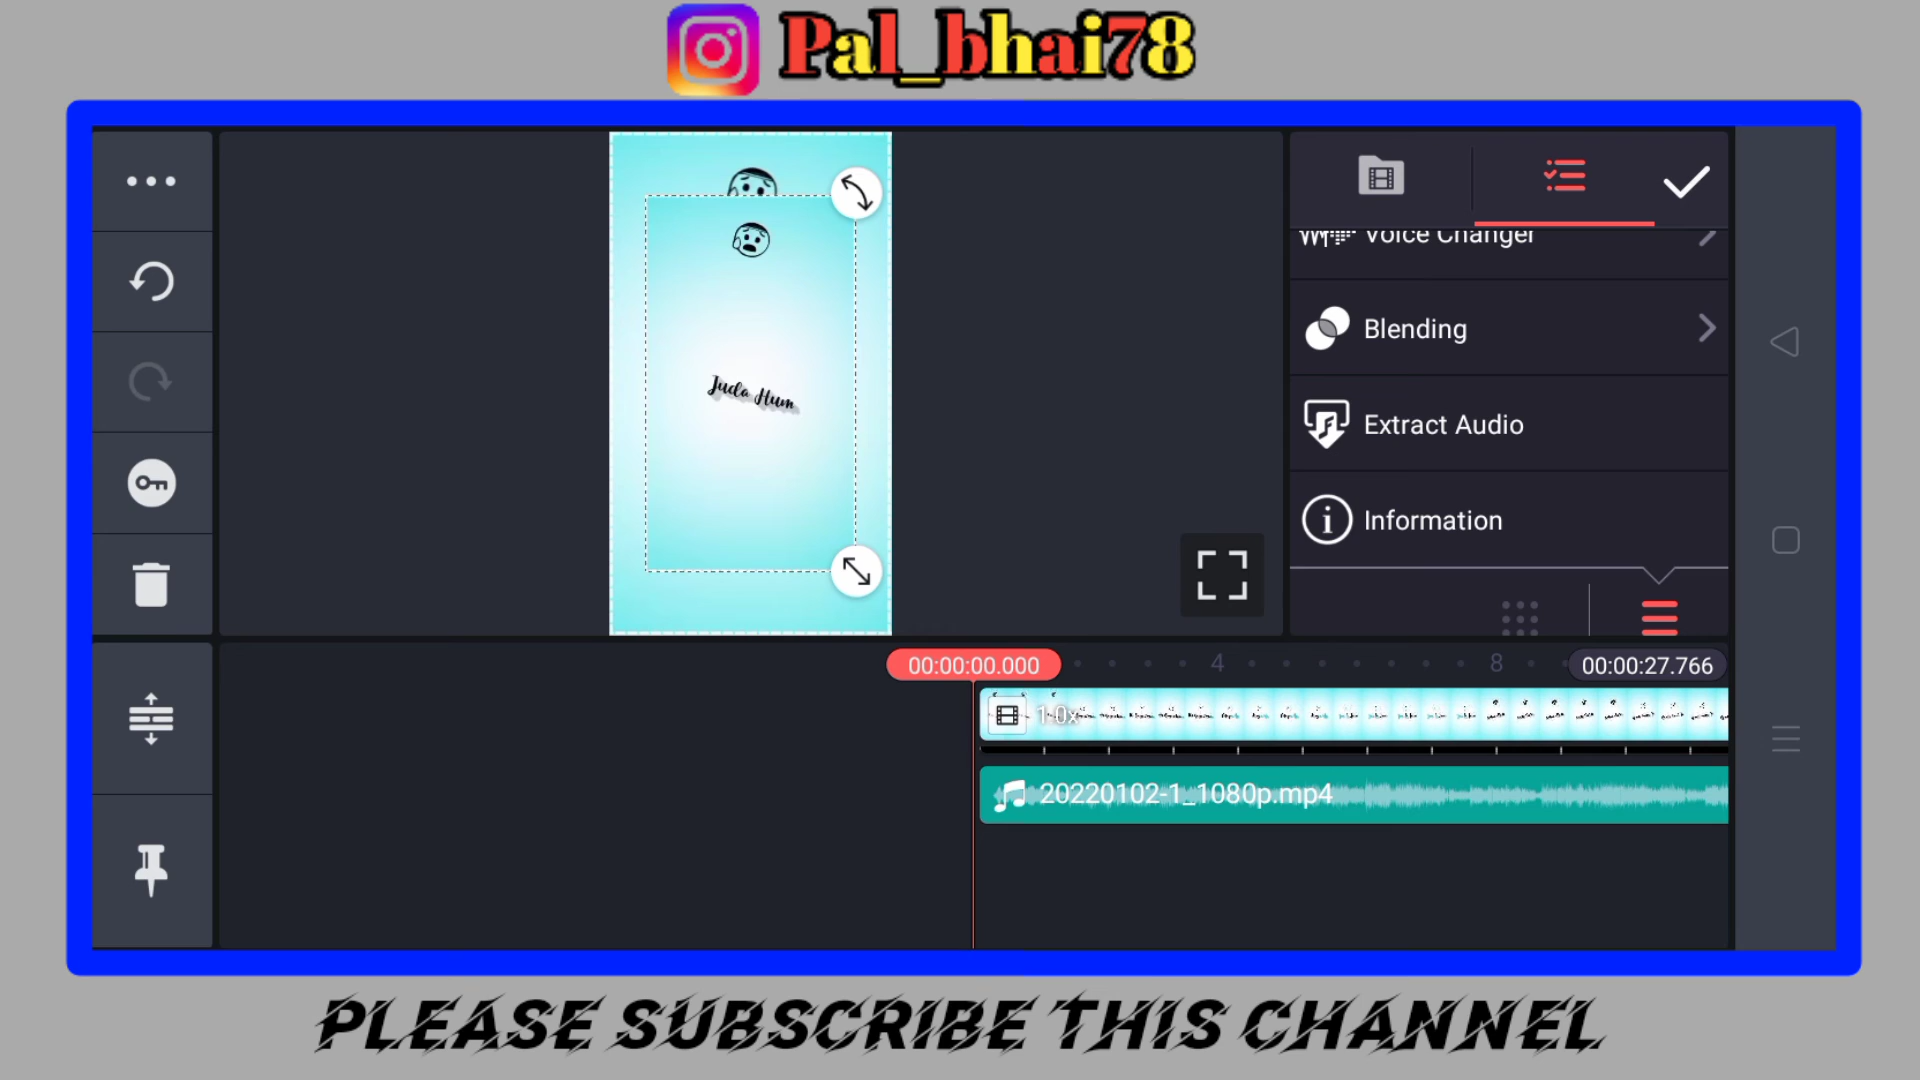 Pal_bhai78
Voice Changer
Blending
Extract Audio
Information
Juda Hum
00:00:00.000
4
8
00:00:27.766
1.0x
20220102-1_1080p.mp4
PLEASE SUBSCRIBE THIS CHANNEL